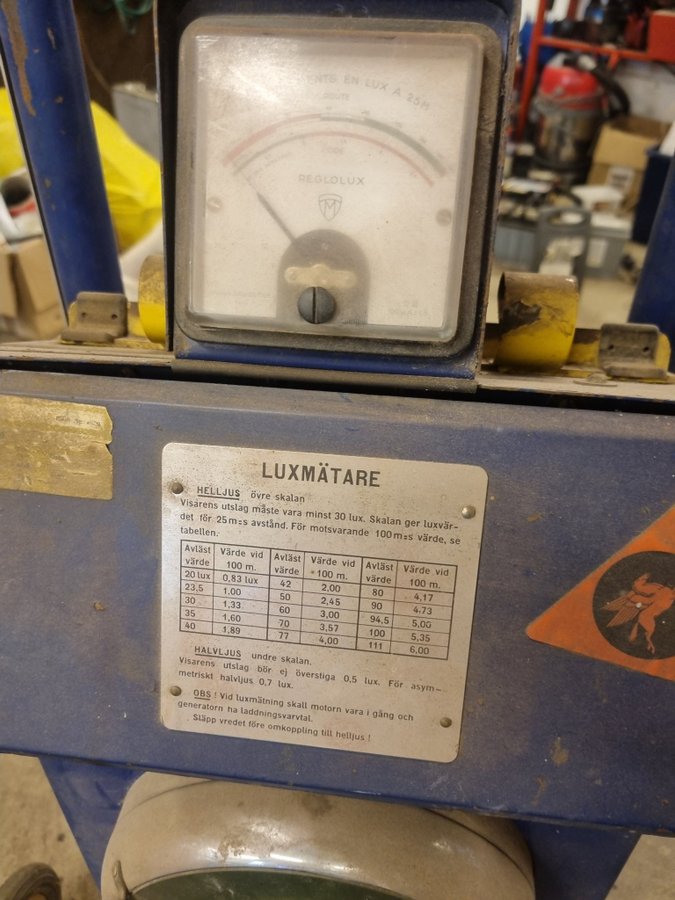 ENTS EN LUX A 25M
ROUTE
CODE
REGLOLUX
M
LUXMÄTARE
HELLJUS övre skalan
Visarens utslag måste vara minst 30 lux. Skalan ger luxvär-
det för 25m:s avstånd. För motsvarande 100m:s värde, se
tabellen.
Avläst värde Värde vid 100 m. Avläst värde Värde vid 100 m. Avläst värde Värde vid 100 m.
20 lux 0,83 lux 42 2,00 80 4,17
23,5 1,00 50 2,45 90 4,73
30 1,33 60 3,00 94,5 5,00
35 1,60 70 3,57 100 5,35
40 1,89 77 4,00 111 6,00
HALVLJUS undre skalan.
Visarens utslag bör ej överstiga 0,5 lux. För asym-
metriskt halvljus 0,7 lux.
OBS! Vid luxmätning skall motorn vara i gång och
generatorn ha laddningsvarvtal.
Släpp vredet före omkoppling till helljus!